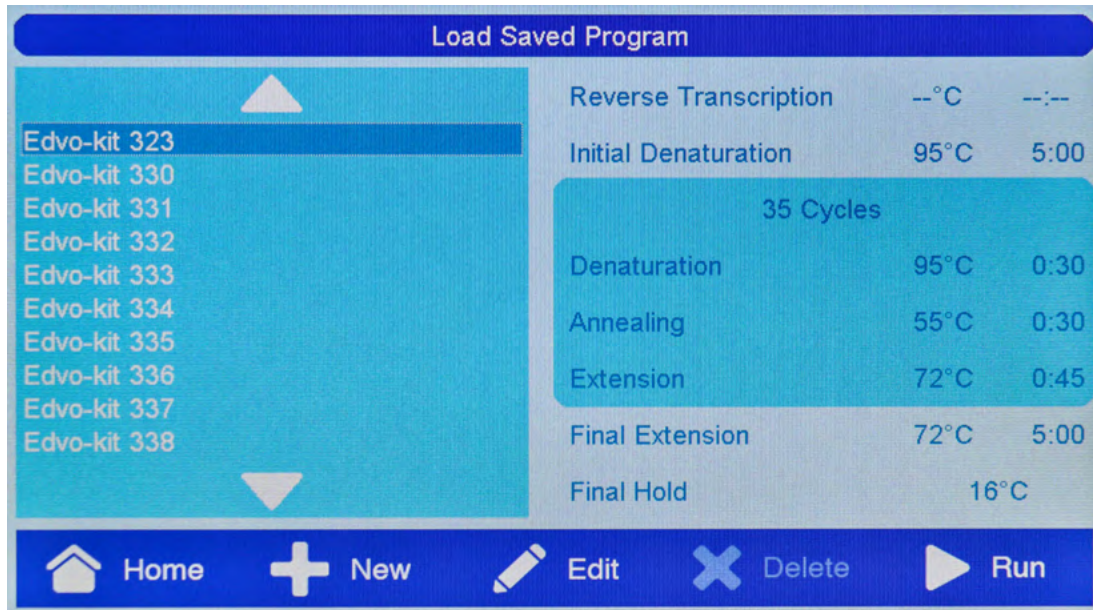 Load Saved Program
Edvo-kit 323
Edvo-kit 330
Edvo-kit 331
Edvo-kit 332
Edvo-kit 333
Edvo-kit 334
Edvo-kit 335
Edvo-kit 336
Edvo-kit 337
Edvo-kit 338
Reverse Transcription --°C --:--
Initial Denaturation 95°C 5:00
35 Cycles
Denaturation 95°C 0:30
Annealing 55°C 0:30
Extension 72°C 0:45
Final Extension 72°C 5:00
Final Hold 16°C
Home New Edit Delete Run